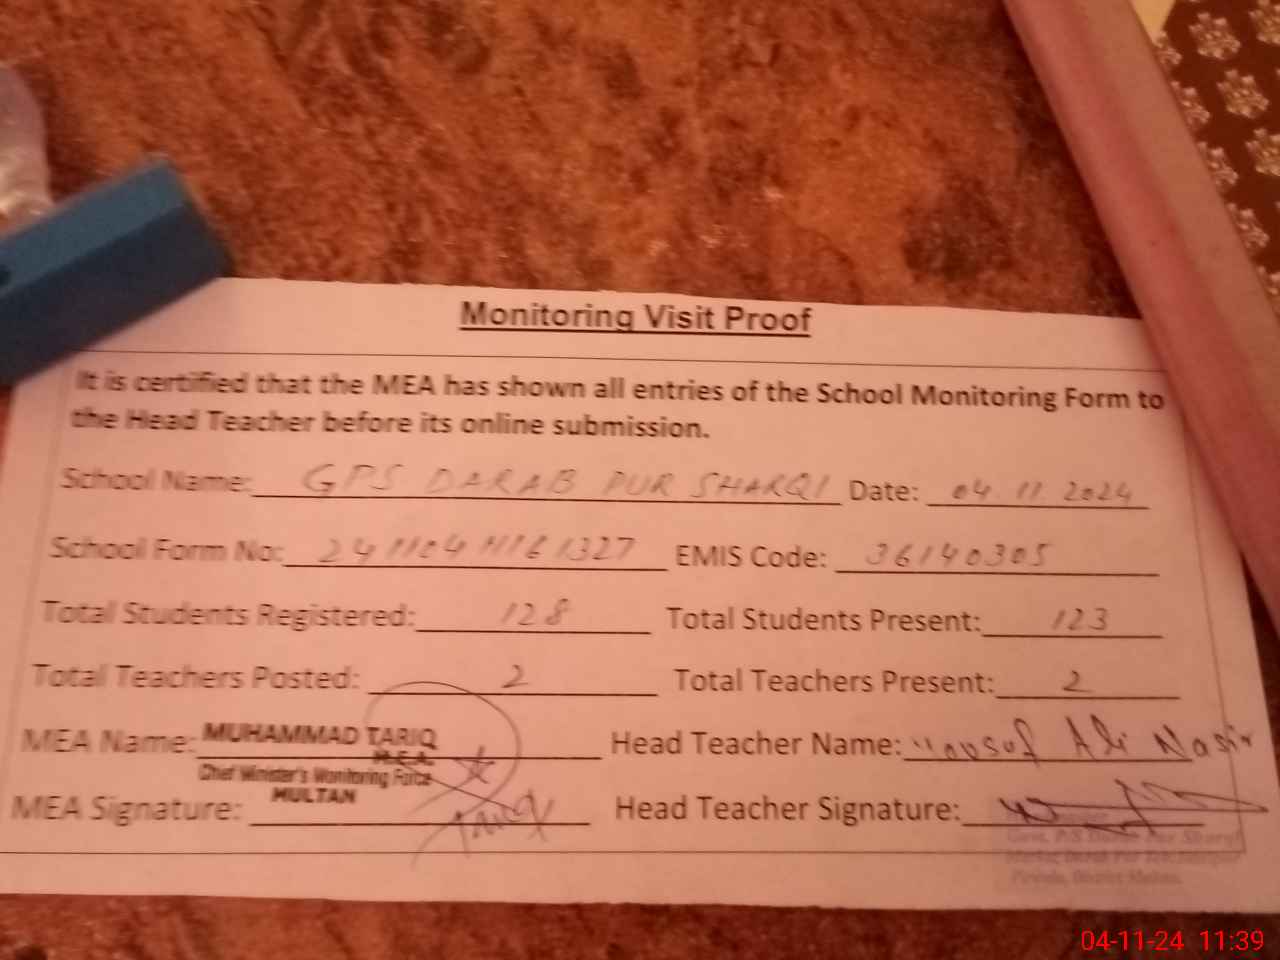 Monitoring Visit Proof
It is certified that the MEA has shown all entries of the School Monitoring Form to
the Head Teacher before its online submission.
School Name: GPS DARAB PUR SHARQI Date: 04.11.2024
School Form No: EMIS Code: 36140305
Total Students Registered: 128 Total Students Present: 123
Total Teachers Posted: 2 Total Teachers Present: 2
MEA Name: MUHAMMAD TARIQ Head Teacher Name: Yousuf Ali Nasir
M.E.A.
Chief Minister's Monitoring Force
MULTAN
MEA Signature: Tariq Head Teacher Signature:
04-11-24 11:39